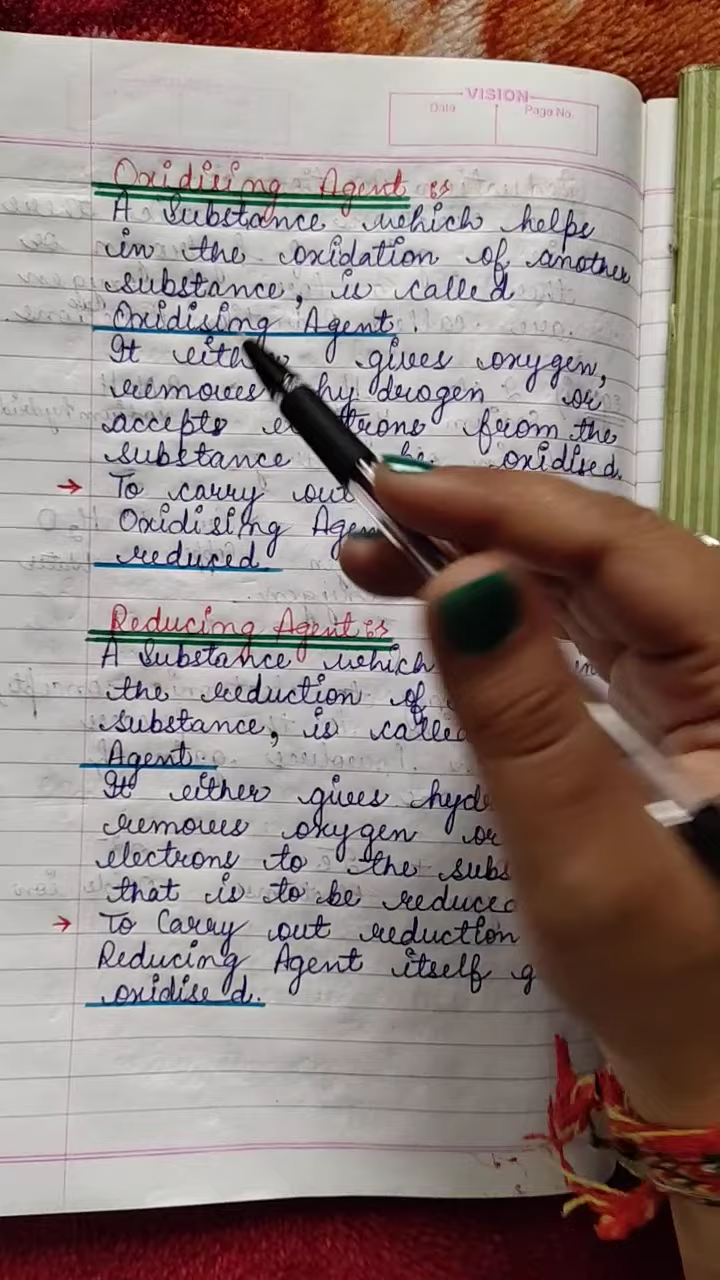 VISION
Date Page No.
Oxidising Agent :-
A Substance which helps
in the oxidation of another
substance, is called
Oxidising Agent.
It gives oxygen,
removes hydrogen or
accepts from the
substance oxidised.
To carry out
Oxidising Agent
reduced
Reducing Agent :-
A Substance which in
the reduction of
substance, is called
Agent.
It either gives
removes oxygen or
electrons to the
that is to be reduced
To Carry out reduction
Reducing Agent itself
oxidised.